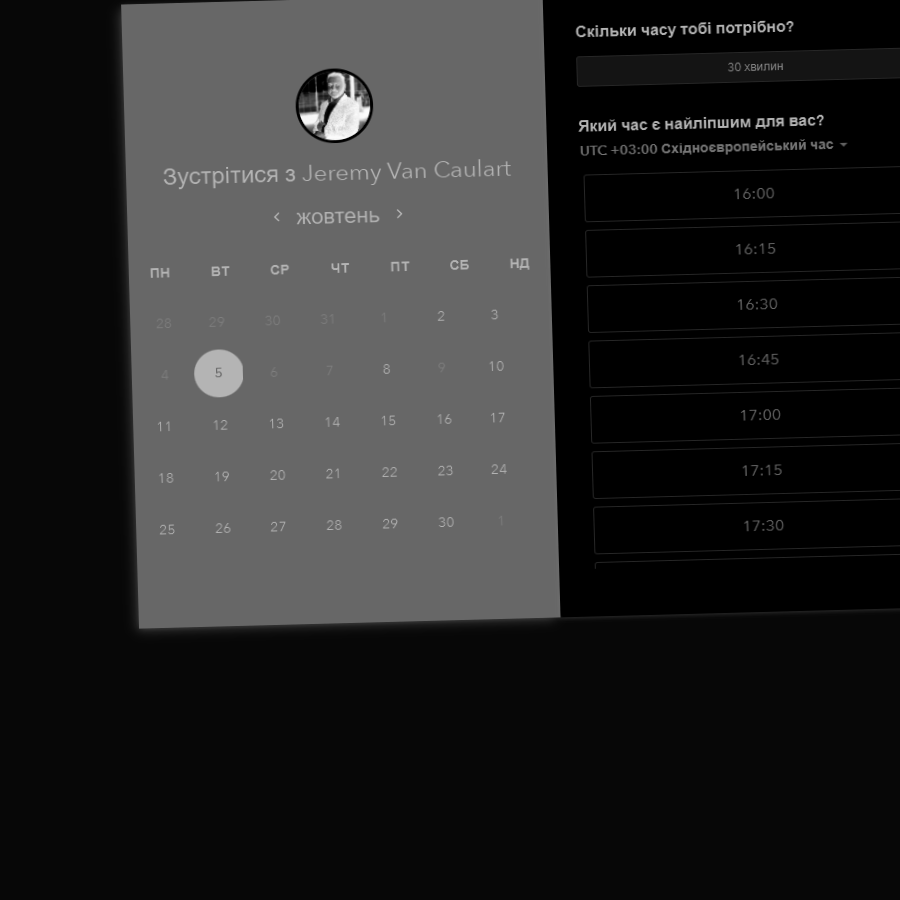 Зустрітися з Jeremy Van Caulart
‹ жовтень ›
ПН ВТ СР ЧТ ПТ СБ НД
28 29 30 31 1 2 3
4 5 6 7 8 9 10
11 12 13 14 15 16 17
18 19 20 21 22 23 24
25 26 27 28 29 30 1
Скільки часу тобі потрібно?
30 хвилин
Який час є найліпшим для вас?
UTC +03:00 Східноєвропейський час
16:00
16:15
16:30
16:45
17:00
17:15
17:30